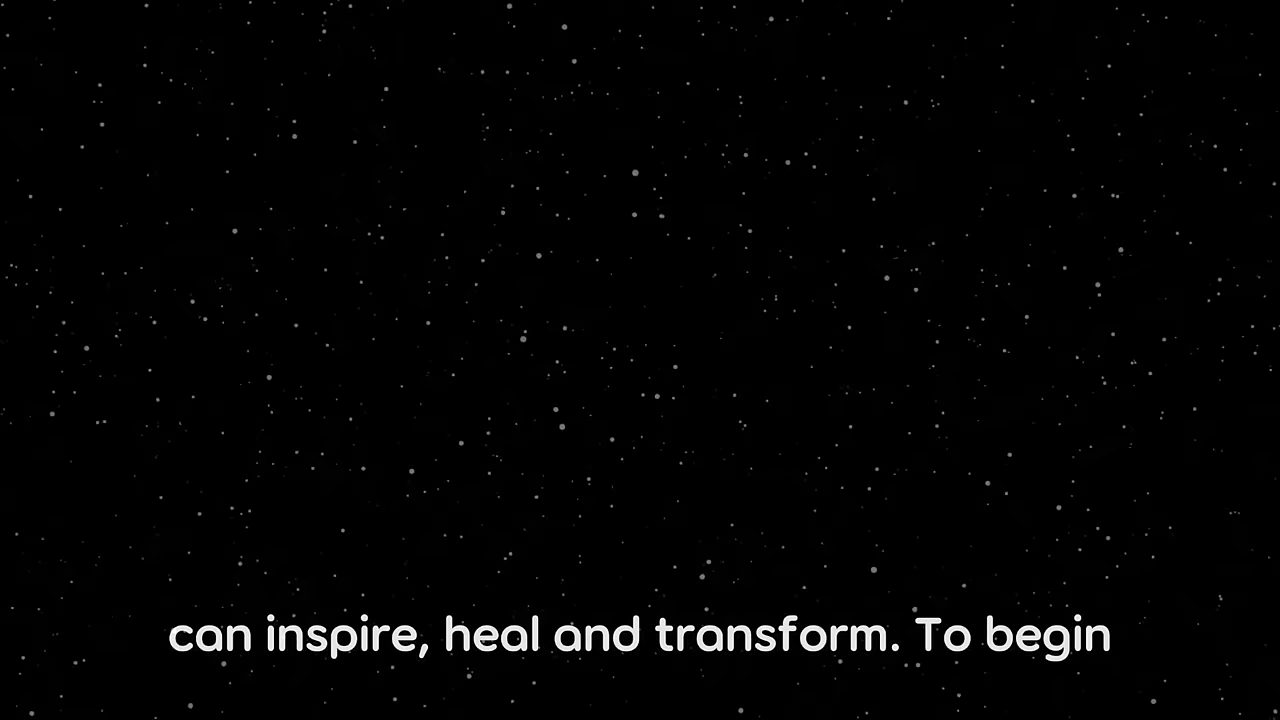 can inspire, heal and transform. To begin